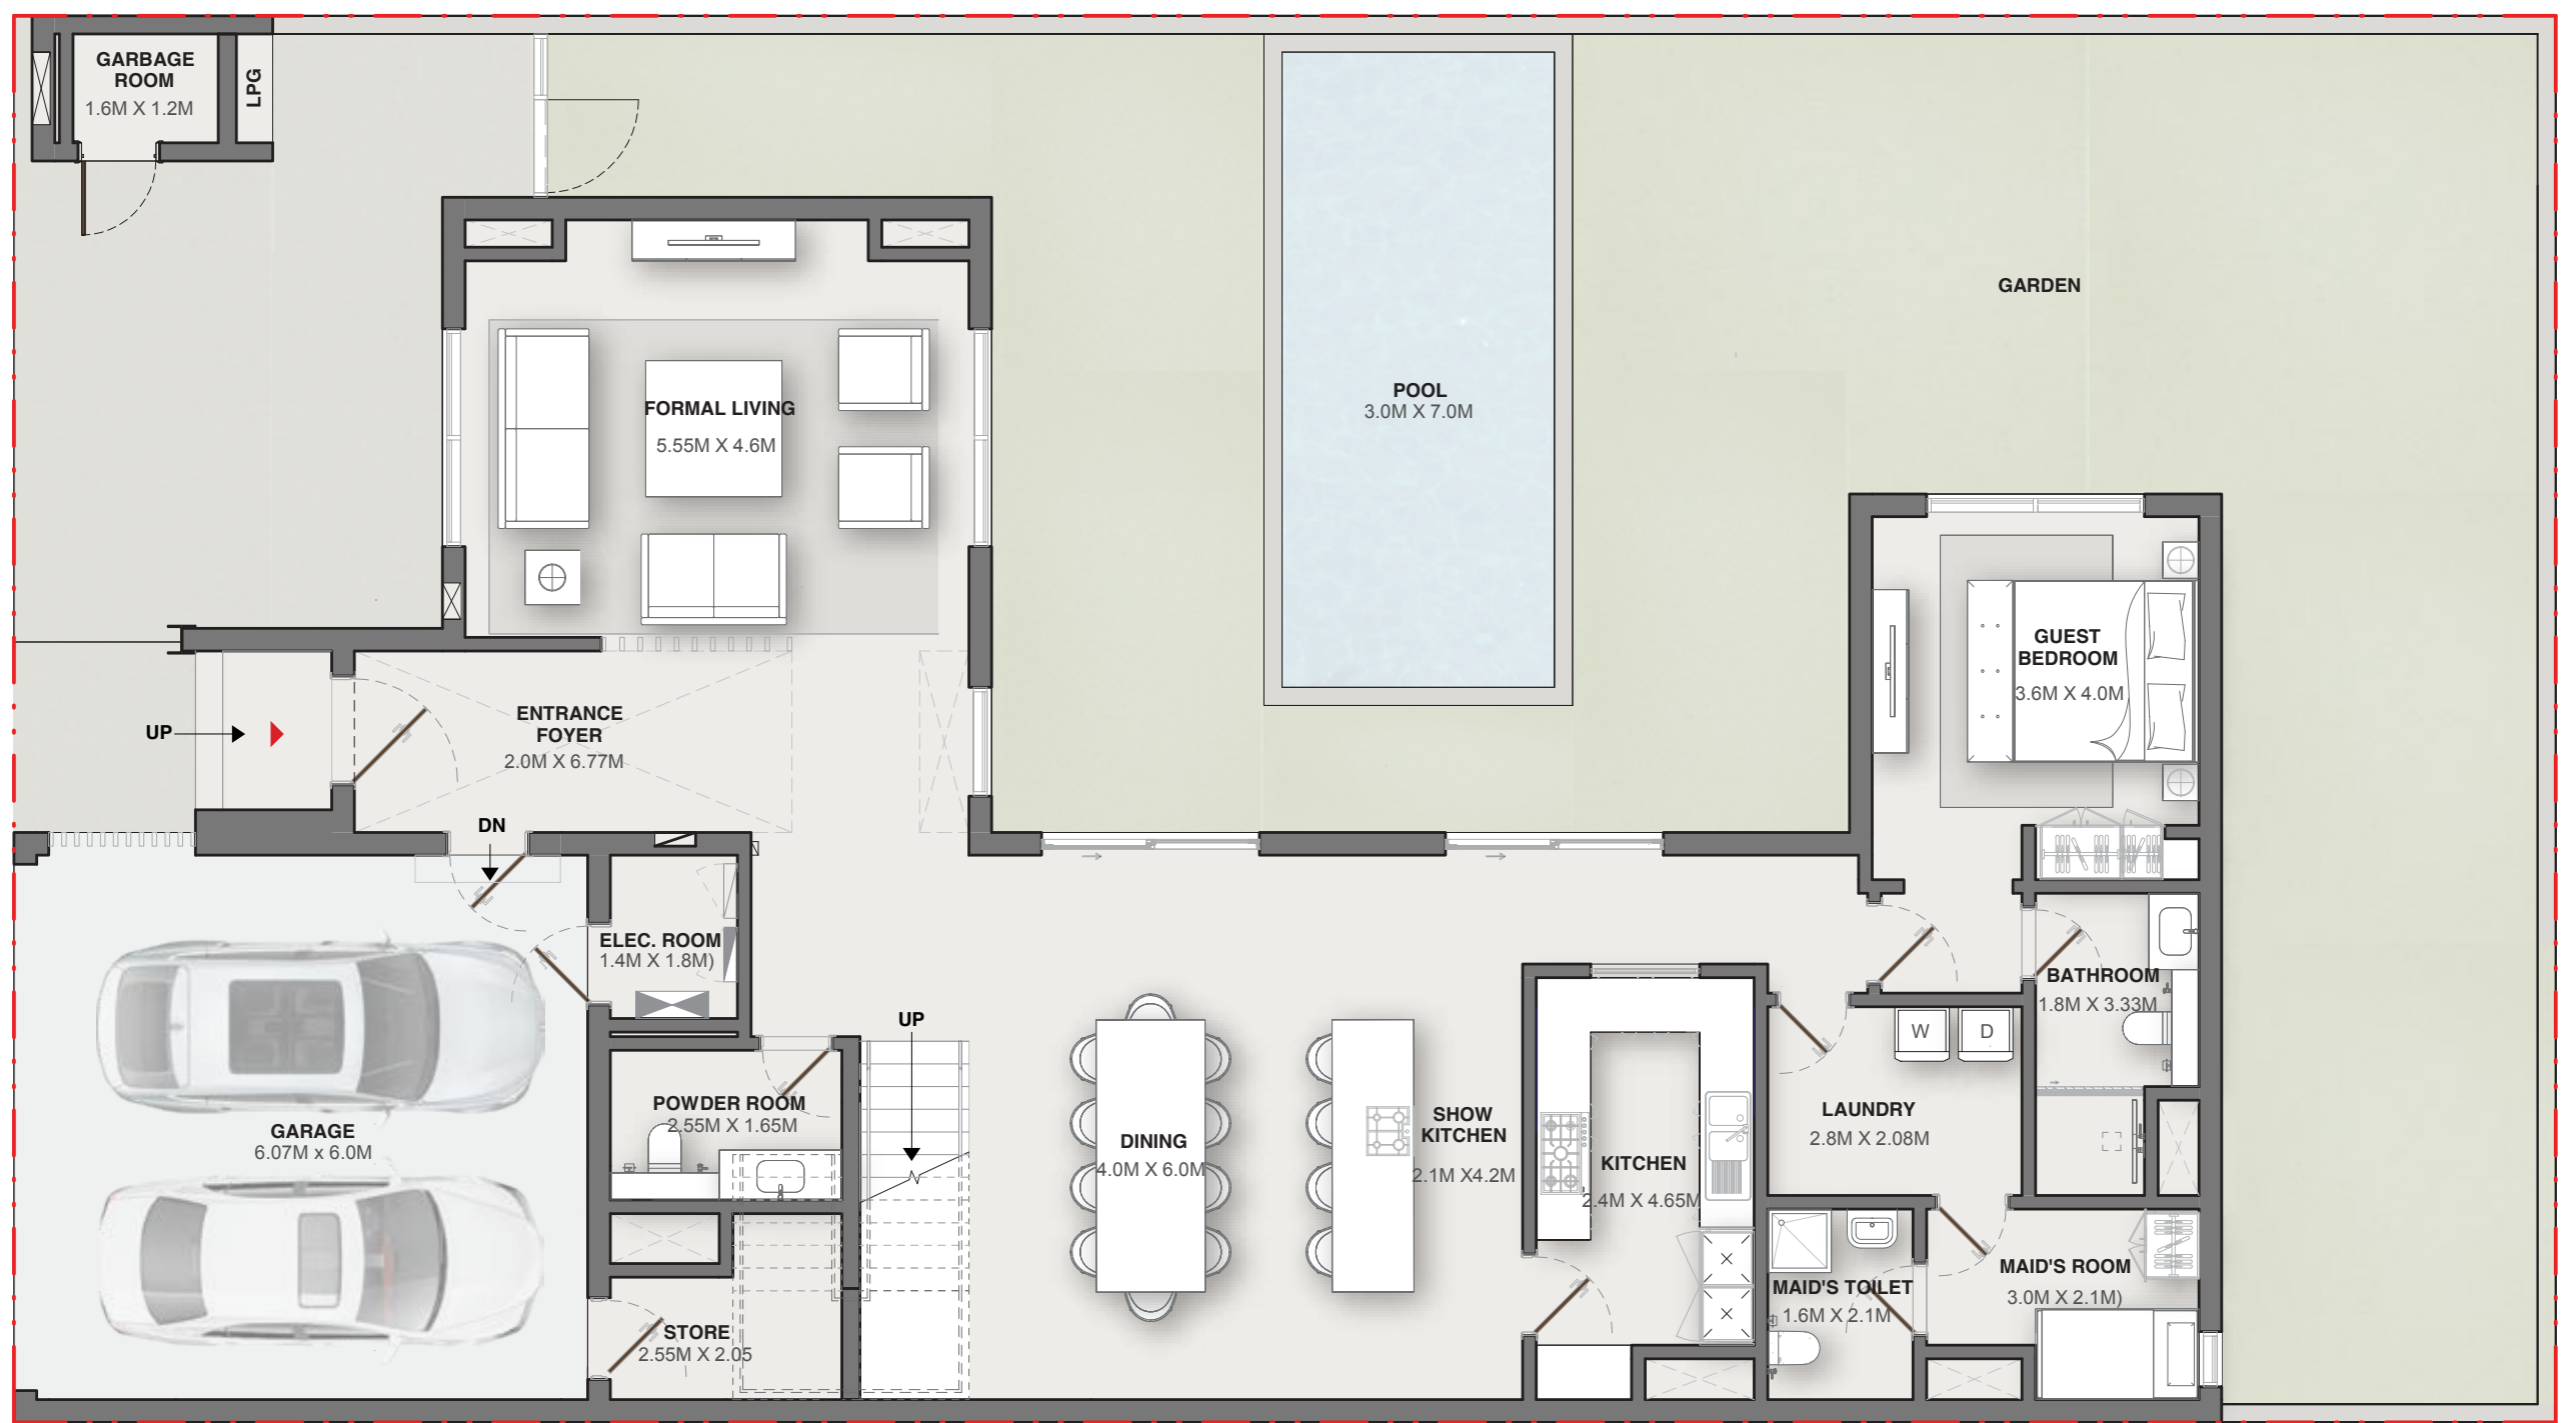 GARBAGE
ROOM
1.6M X 1.2M
LPG
GARDEN
POOL
3.0M X 7.0M
FORMAL LIVING
5.55M X 4.6M
GUEST
BEDROOM
3.6M X 4.0M
UP
ENTRANCE
FOYER
2.0M X 6.77M
DN
ELEC. ROOM
1.4M X 1.8M)
BATHROOM
1.8M X 3.33M
UP
W
D
POWDER ROOM
2.55M X 1.65M
GARAGE
6.07M x 6.0M
DINING
4.0M X 6.0M
SHOW
KITCHEN
2.1M X4.2M
KITCHEN
2.4M X 4.65M
LAUNDRY
2.8M X 2.08M
MAID'S TOILET
1.6M X 2.1M
MAID'S ROOM
3.0M X 2.1M)
STORE
2.55M X 2.05